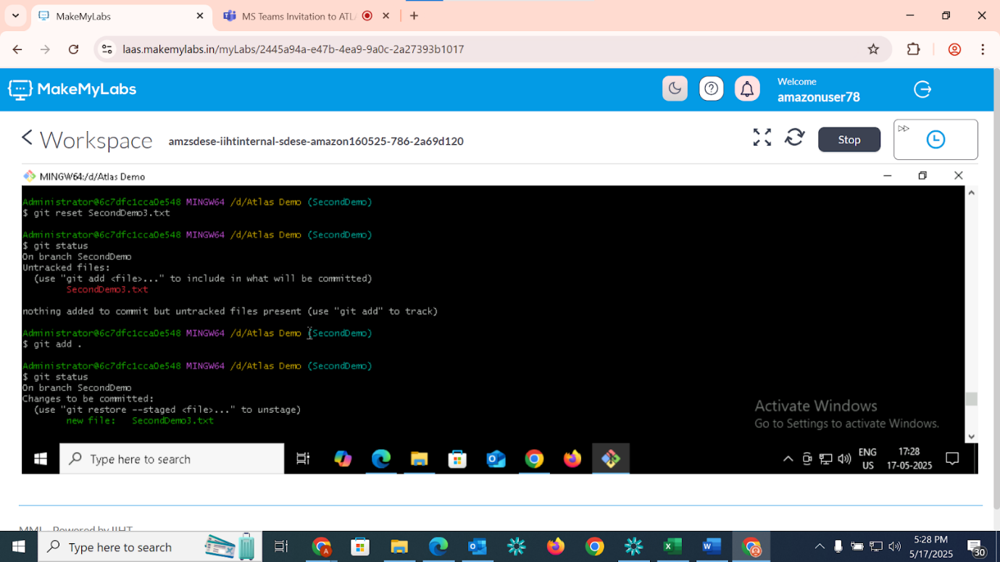 MakeMyLabs
MS Teams Invitation to ATLA
laas.makemylabs.in/myLabs/2445a94a-e47b-4ea9-9a0c-2a27393b1017
MakeMyLabs
Welcome
amazonuser78
Workspace
amzsdese-iihtinternal-sdese-amazon160525-786-2a69d120
Stop
MINGW64:/d/Atlas Demo
Administrator@6c7dfc1cca0e548 MINGW64 /d/Atlas Demo (SecondDemo)
$ git reset SecondDemo3.txt
Administrator@6c7dfc1cca0e548 MINGW64 /d/Atlas Demo (SecondDemo)
$ git status
On branch SecondDemo
Untracked files:
(use "git add <file>..." to include in what will be committed)
SecondDemo3.txt
nothing added to commit but untracked files present (use "git add" to track)
Administrator@6c7dfc1cca0e548 MINGW64 /d/Atlas Demo (SecondDemo)
$ git add .
Administrator@6c7dfc1cca0e548 MINGW64 /d/Atlas Demo (SecondDemo)
$ git status
On branch SecondDemo
Changes to be committed:
(use "git restore --staged <file>..." to unstage)
new file: SecondDemo3.txt
Activate Windows
Go to Settings to activate Windows.
Type here to search
ENG
US
17:28
17-05-2025
MML - Powered by IIHT
Type here to search
5:28 PM
5/17/2025
30